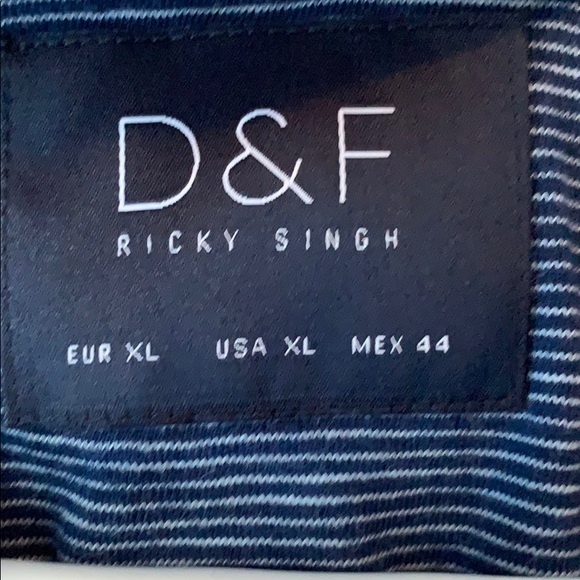 D&F
RICKY SINGH
EUR XL USA XL MEX 44